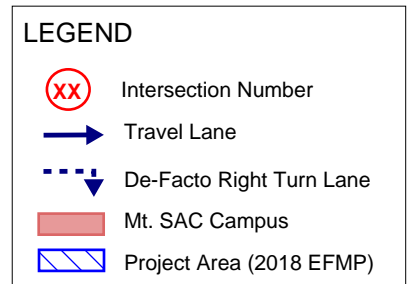 LEGEND
XX Intersection Number
Travel Lane
De-Facto Right Turn Lane
Mt. SAC Campus
Project Area (2018 EFMP)